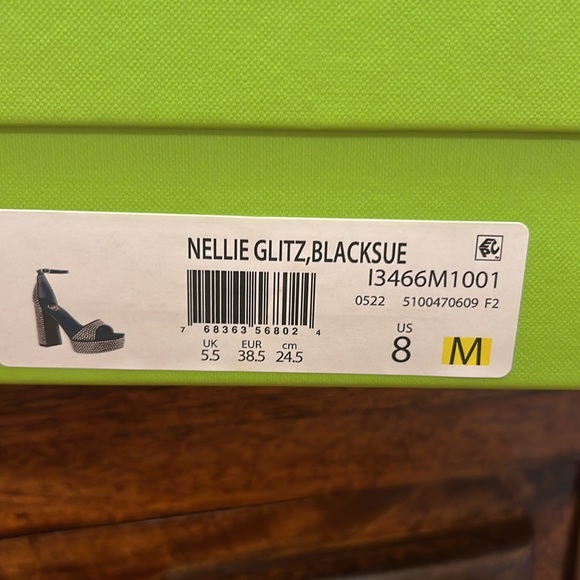 NELLIE GLITZ,BLACKSUE
I3466M1001
0522 5100470609 F2
7 68363 56802 4
UK EUR cm US
5.5 38.5 24.5 8 M